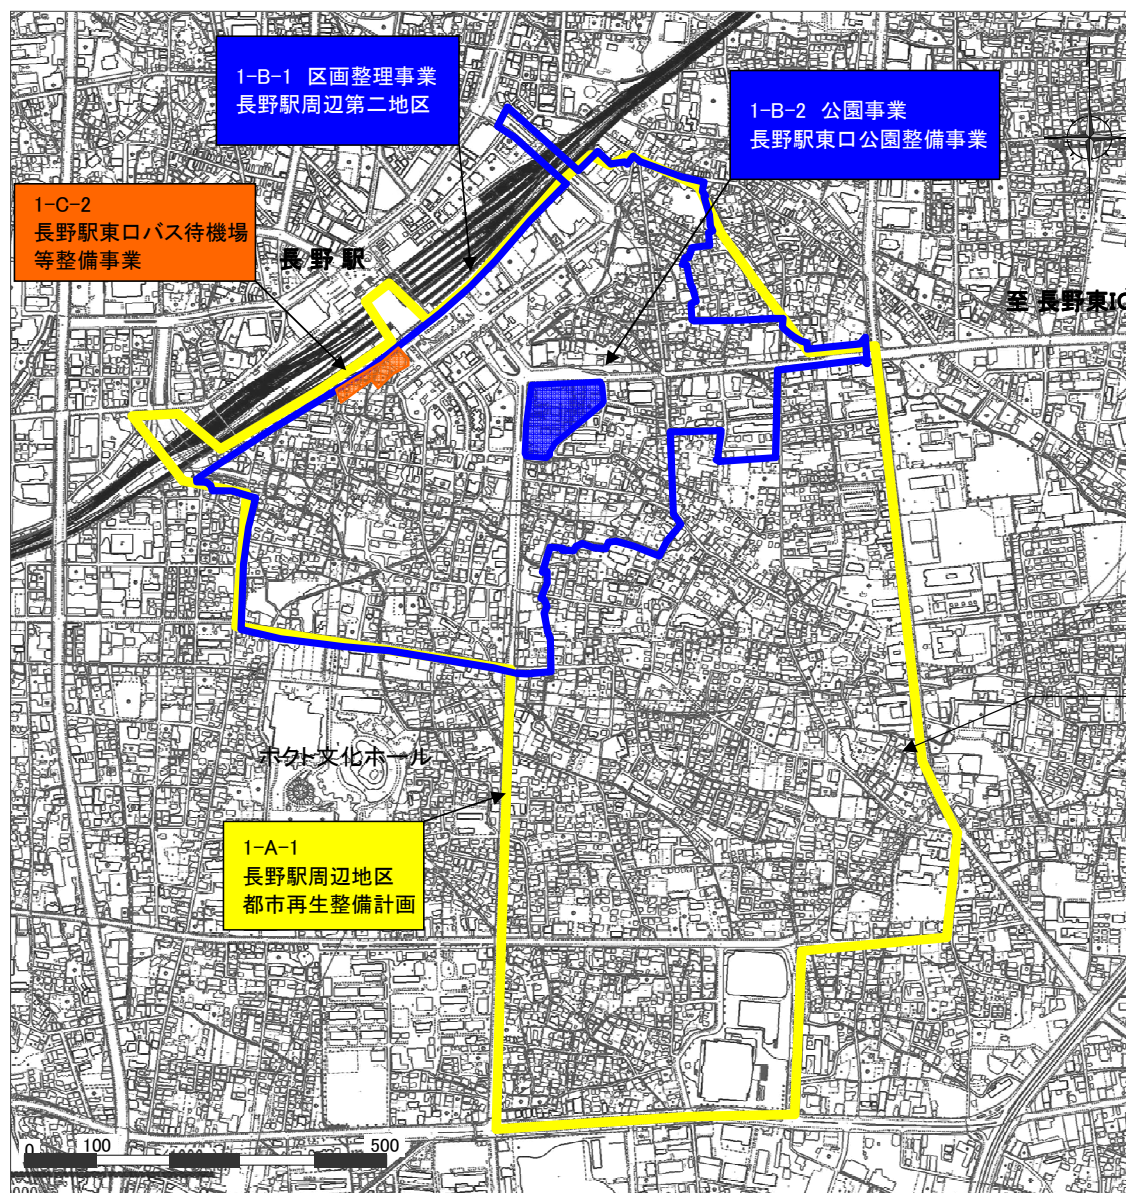 1-B-1 区画整理事業
長野駅周辺第二地区
1-B-2 公園事業
長野駅東口公園整備事業
1-C-2
長野駅東口バス待機場
等整備事業
長野駅
至 長野東IC
ホクト文化ホール
1-A-1
長野駅周辺地区
都市再生整備計画
0 100 500